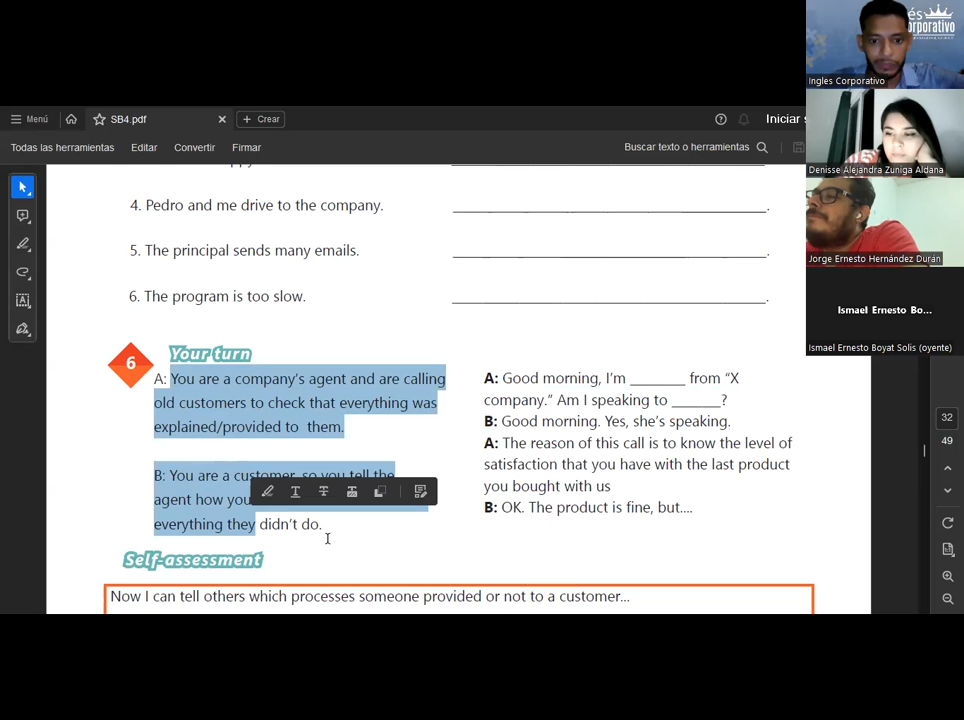 és
Corporativo
Ingles Corporativo
Menú
SB4.pdf
Crear
Iniciar s
Todas las herramientas
Editar
Convertir
Firmar
Buscar texto o herramientas
Denisse Alejandra Zuniga Aldana
4. Pedro and me drive to the company. ____________________.
5. The principal sends many emails. ____________________.
6. The program is too slow. ____________________.
Jorge Ernesto Hernández Durán
Ismael Ernesto Bo...
Ismael Ernesto Boyat Solis (oyente)
6
Your turn
A: You are a company's agent and are calling
old customers to check that everything was
explained/provided to them.
B: You are a customer, so you tell the
agent how you
everything they didn't do.
A: Good morning, I'm _______ from “X
company.” Am I speaking to ______?
B: Good morning. Yes, she's speaking.
A: The reason of this call is to know the level of
satisfaction that you have with the last product
you bought with us
B: OK. The product is fine, but....
32
49
Self-assessment
Now I can tell others which processes someone provided or not to a customer...